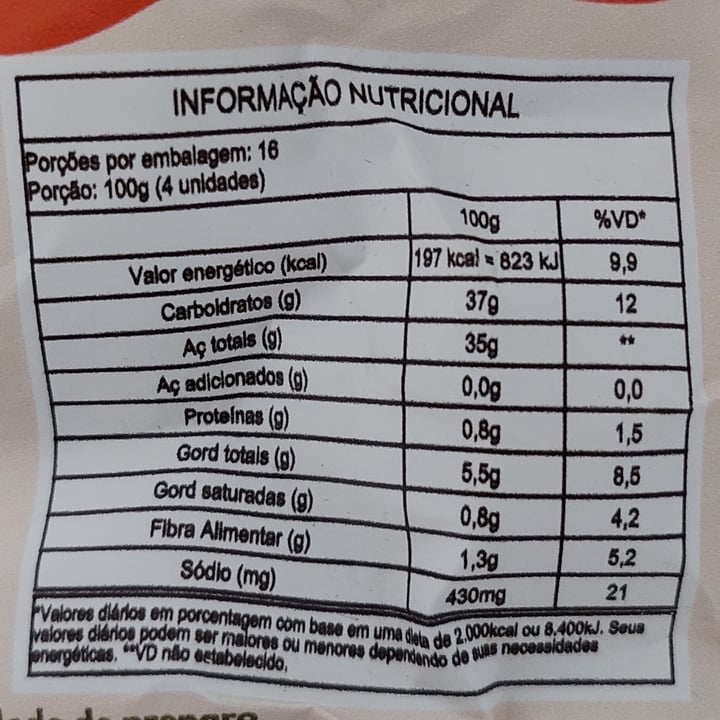 INFORMAÇÃO NUTRICIONAL
Porções por embalagem: 16
Porção: 100g (4 unidades)
100g %VD*
Valor energético (kcal) 197 kcal = 823 kJ 9,9
Carboidratos (g) 37g 12
Aç totais (g) 35g **
Aç adicionados (g) 0,0g 0,0
Proteínas (g) 0,8g 1,5
Gord totais (g) 5,5g 8,5
Gord saturadas (g) 0,8g 4,2
Fibra Alimentar (g) 1,3g 5,2
Sódio (mg) 430mg 21
*Valores diários em porcentagem com base em uma dieta de 2.000kcal ou 8.400kJ. Seus
valores diários podem ser maiores ou menores dependendo de suas necessidades
energéticas. **VD não estabelecido,